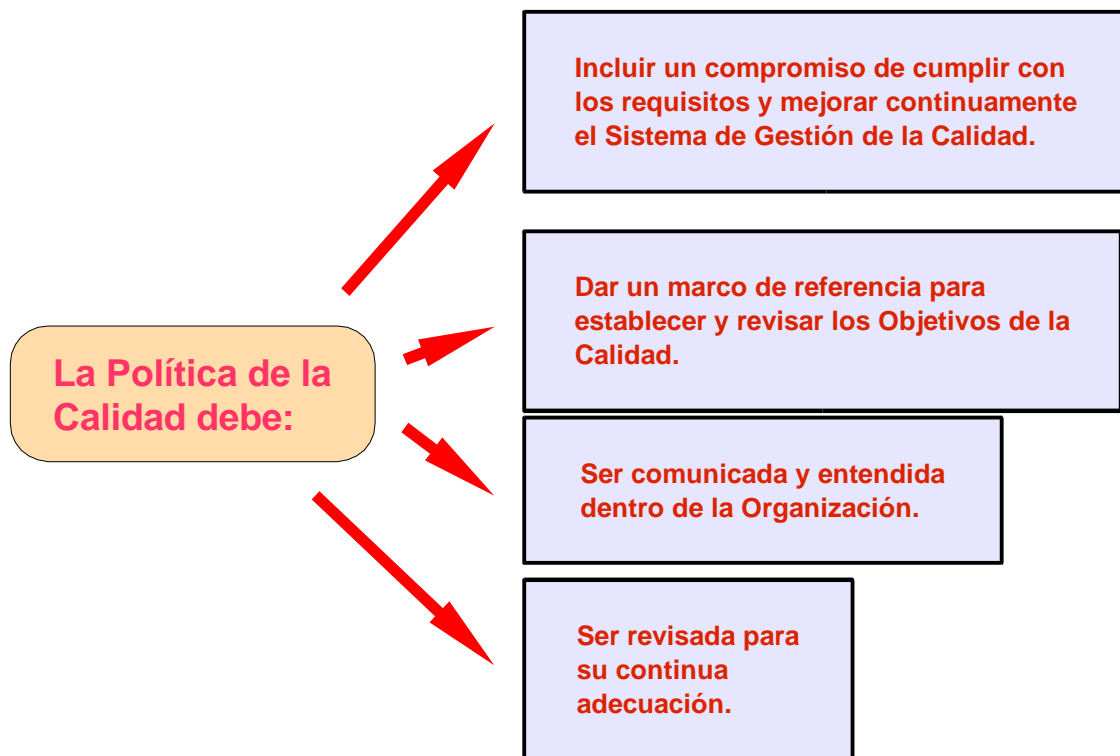 La Política de la
Calidad debe:
Incluir un compromiso de cumplir con
los requisitos y mejorar continuamente
el Sistema de Gestión de la Calidad.
Dar un marco de referencia para
establecer y revisar los Objetivos de la
Calidad.
Ser comunicada y entendida
dentro de la Organización.
Ser revisada para
su continua
adecuación.